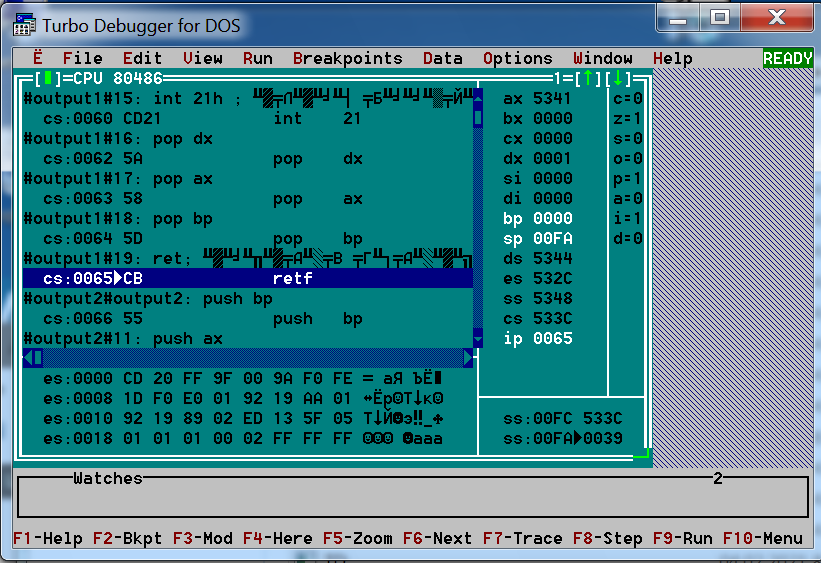 Turbo Debugger for DOS
Ë File Edit View Run Breakpoints Data Options Window Help READY
[▮]=CPU 80486 1=[↑][↓]
#output1#15: int 21h ;
cs:0060 CD21 int 21
#output1#16: pop dx
cs:0062 5A pop dx
#output1#17: pop ax
cs:0063 58 pop ax
#output1#18: pop bp
cs:0064 5D pop bp
#output1#19: ret;
cs:0065►CB retf
#output2#output2: push bp
cs:0066 55 push bp
#output2#11: push ax
ax 5341 c=0
bx 0000 z=1
cx 0000 s=0
dx 0001 o=0
si 0000 p=1
di 0000 a=0
bp 0000 i=1
sp 00FA d=0
ds 5344
es 532C
ss 5348
cs 533C
ip 0065
es:0000 CD 20 FF 9F 00 9A F0 FE
es:0008 1D F0 E0 01 92 19 AA 01
es:0010 92 19 89 02 ED 13 5F 05
es:0018 01 01 01 00 02 FF FF FF
ss:00FC 533C
ss:00FA►0039
Watches 2
F1-Help F2-Bkpt F3-Mod F4-Here F5-Zoom F6-Next F7-Trace F8-Step F9-Run F10-Menu